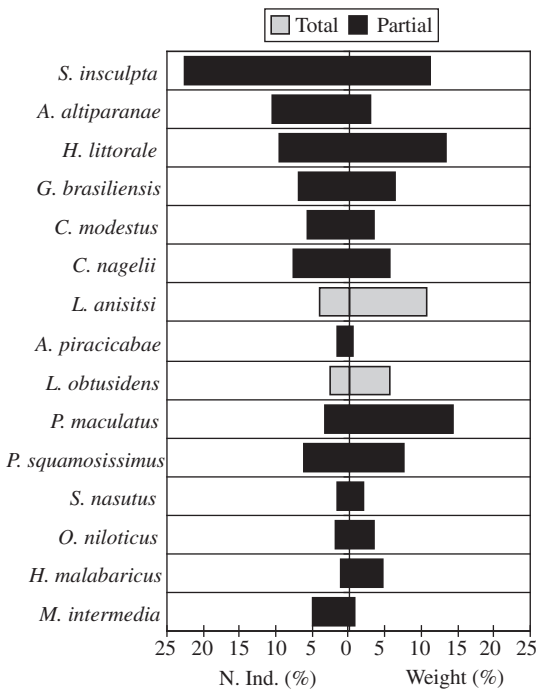 Total Partial
S. insculpta
A. altiparanae
H. littorale
G. brasiliensis
C. modestus
C. nagelii
L. anisitsi
A. piracicabae
L. obtusidens
P. maculatus
P. squamosissimus
S. nasutus
O. niloticus
H. malabaricus
M. intermedia
25 20 15 10 5 0 5 10 15 20 25
N. Ind. (%) Weight (%)